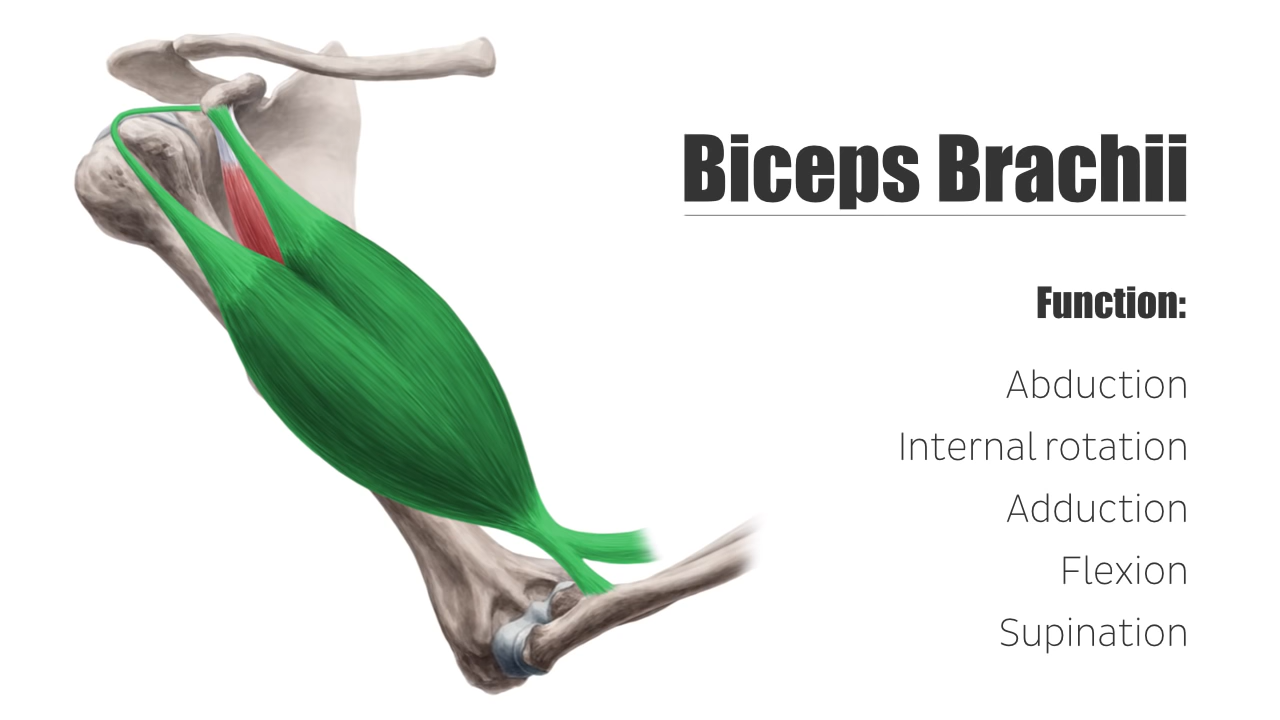 Biceps Brachii
Function:
Abduction
Internal rotation
Adduction
Flexion
Supination